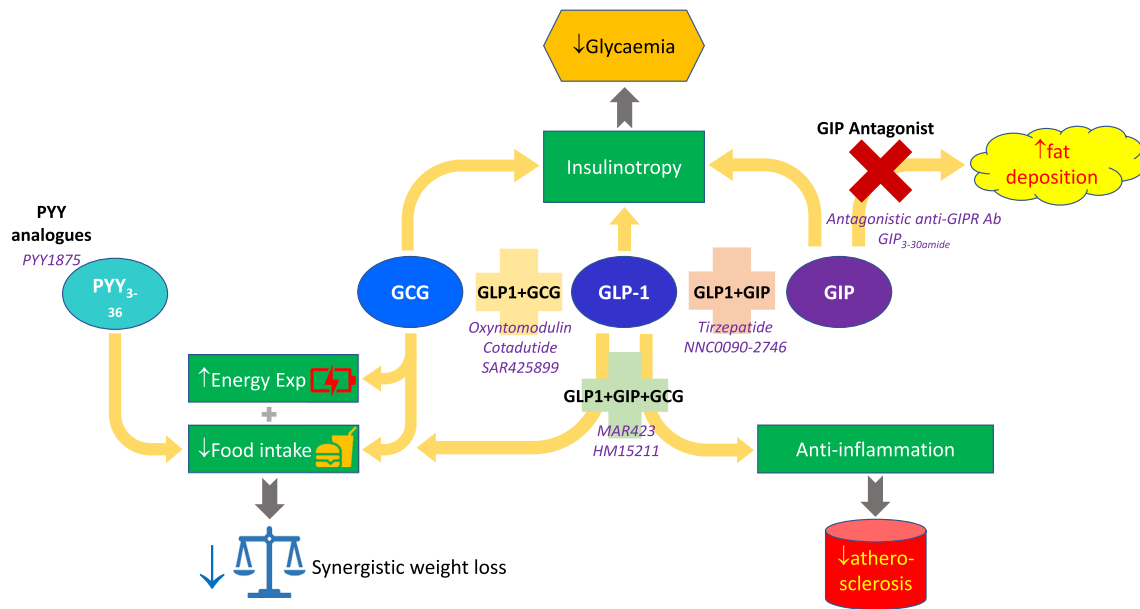 ↓Glycaemia
GIP Antagonist
Insulinotropy
↑fat
deposition
Antagonistic anti-GIPR Ab
GIP3-30amide
PYY
analogues
PYY1875
PYY3-
36
GCG
GLP1+GCG
GLP-1
GLP1+GIP
GIP
Oxyntomodulin
Cotadutide
SAR425899
Tirzepatide
NNC0090-2746
↑Energy Exp
+
GLP1+GIP+GCG
MAR423
HM15211
↓Food intake
Anti-inflammation
↓athero-
sclerosis
Synergistic weight loss